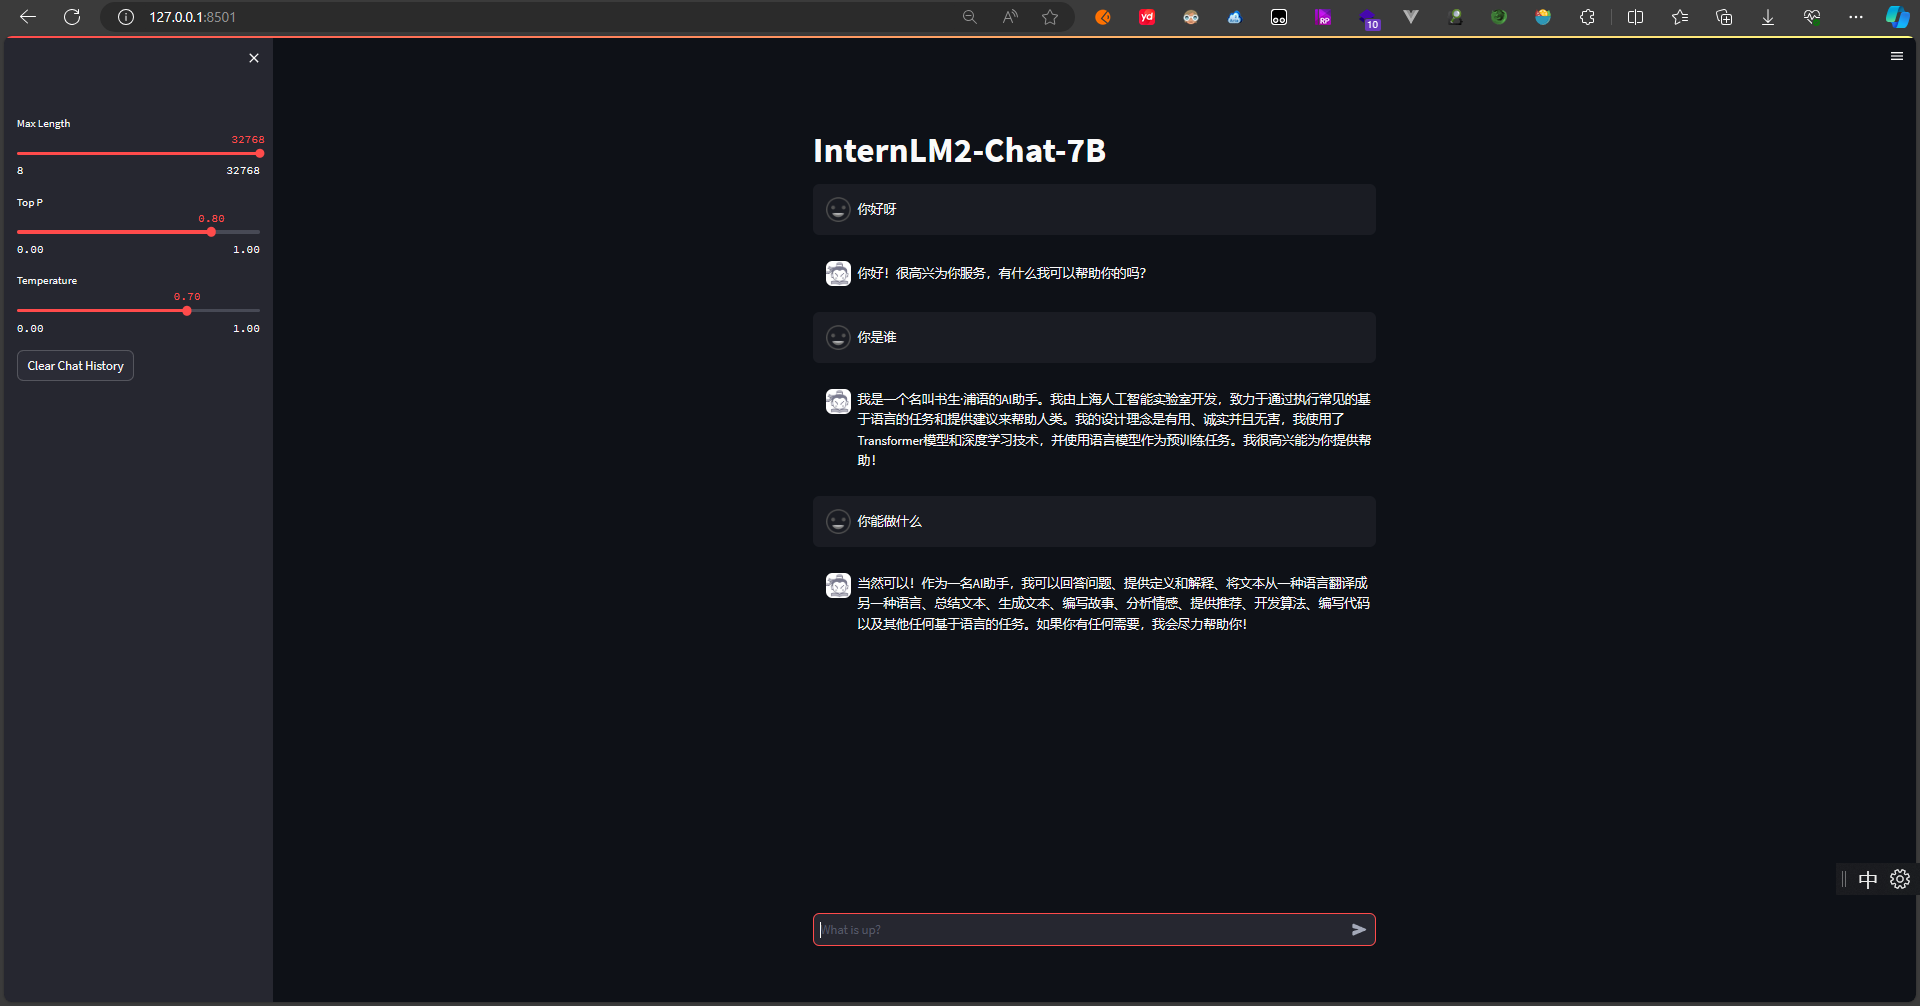 127.0.0.1:8501
yd
RP
10
Max Length
32768
8 32768
Top P
0.80
0.00 1.00
Temperature
0.70
0.00 1.00
Clear Chat History
InternLM2-Chat-7B
你好呀
你好！很高兴为你服务，有什么我可以帮助你的吗？
你是谁
我是一个名叫书生·浦语的AI助手。我由上海人工智能实验室开发，致力于通过执行常见的基
于语言的任务和提供建议来帮助人类。我的设计理念是有用、诚实并且无害，我使用了
Transformer模型和深度学习技术，并使用语言模型作为预训练任务。我很高兴能为你提供帮
助！
你能做什么
当然可以！作为一名AI助手，我可以回答问题、提供定义和解释、将文本从一种语言翻译成
另一种语言、总结文本、生成文本、编写故事、分析情感、提供推荐、开发算法、编写代码
以及其他任何基于语言的任务。如果你有任何需要，我会尽力帮助你！
中
What is up?